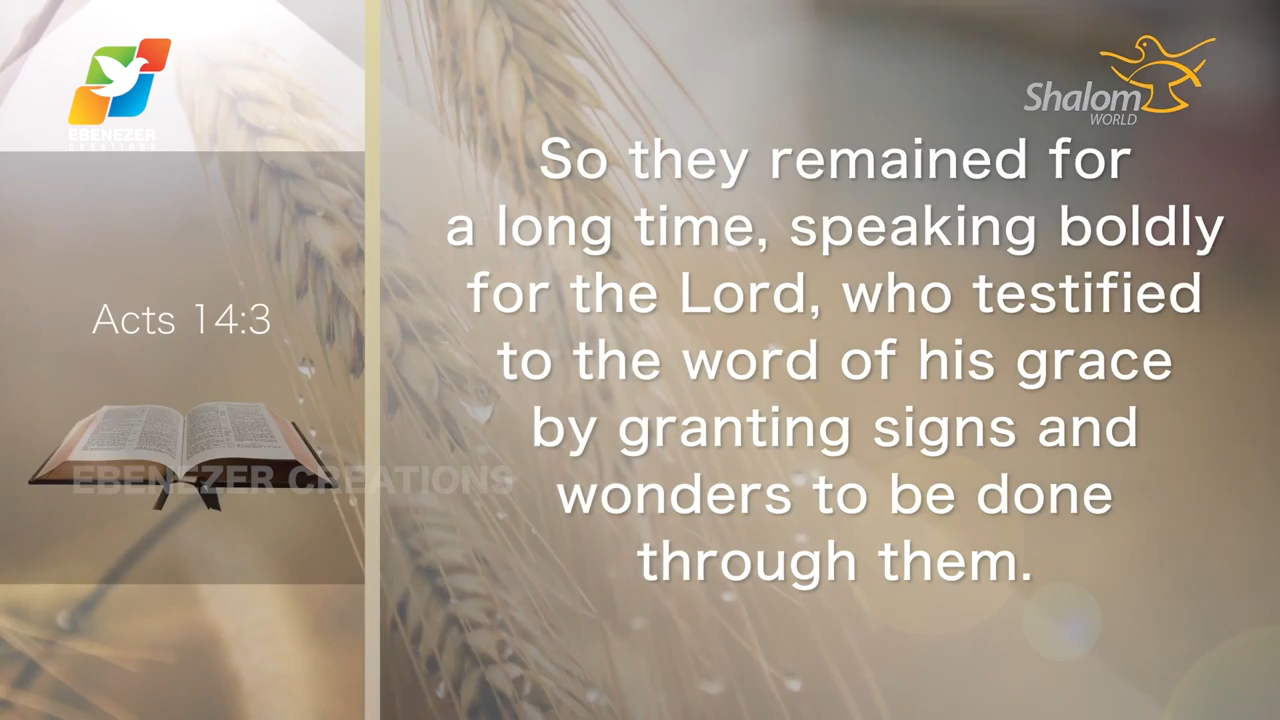 EBENEZER
CREATIONS
Shalom
WORLD
Acts 14:3
So they remained for
a long time, speaking boldly
for the Lord, who testified
to the word of his grace
by granting signs and
wonders to be done
through them.
EBENEZER CREATIONS